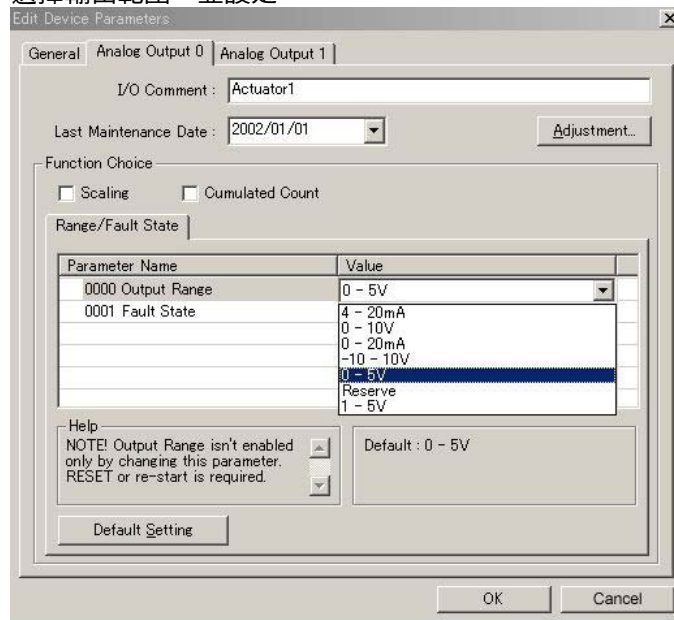 選擇輸出範圍，並設定
Edit Device Parameters
General Analog Output 0 Analog Output 1
I/O Comment : Actuator1
Last Maintenance Date : 2002/01/01 Adjustment...
Function Choice
Scaling Cumulated Count
Range/Fault State
Parameter Name Value
0000 Output Range 0 - 5V
0001 Fault State
4 - 20mA
0 - 10V
0 - 20mA
-10 - 10V
0 - 5V
Reserve
1 - 5V
Help
NOTE! Output Range isn't enabled
only by changing this parameter.
RESET or re-start is required.
Default : 0 - 5V
Default Setting
OK Cancel